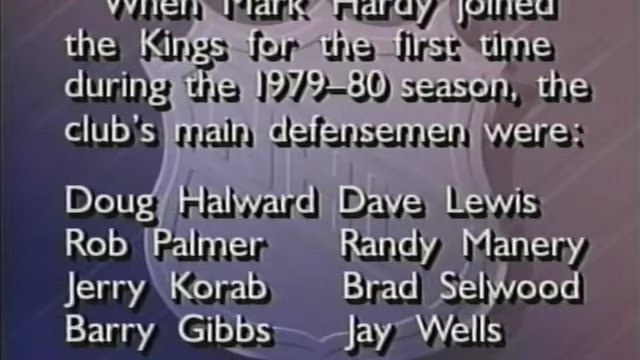 When Mark Hardy joined
the Kings for the first time
during the 1979–80 season, the
club's main defensemen were:
Doug Halward Dave Lewis
Rob Palmer Randy Manery
Jerry Korab Brad Selwood
Barry Gibbs Jay Wells